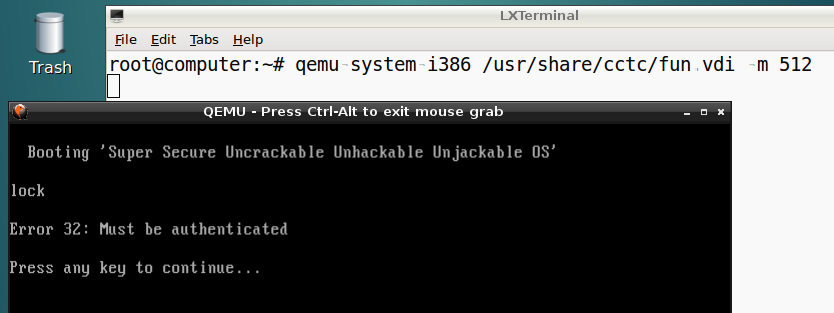 LXTerminal
Trash
File Edit Tabs Help
root@computer:~# qemu-system-i386 /usr/share/cctc/fun.vdi -m 512
QEMU - Press Ctrl-Alt to exit mouse grab
Booting 'Super Secure Uncrackable Unhackable Unjackable OS'
lock
Error 32: Must be authenticated
Press any key to continue...